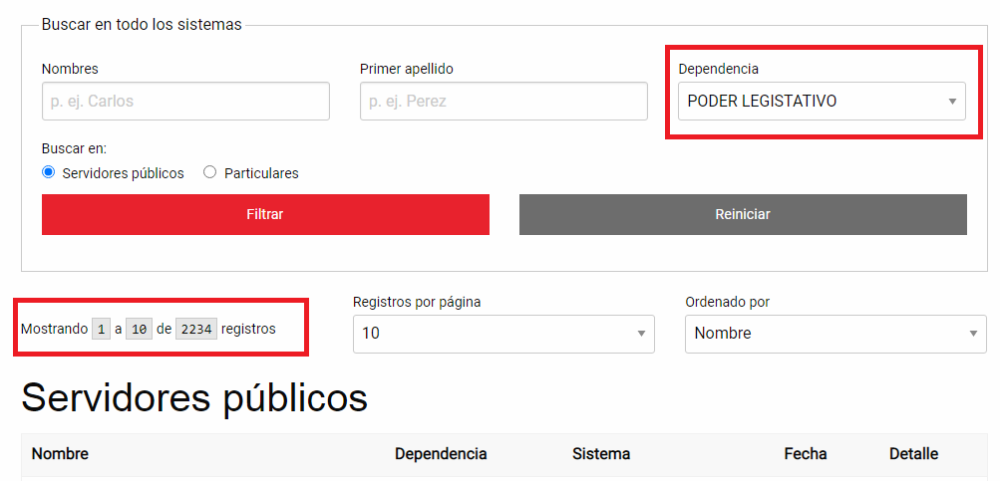 Buscar en todo los sistemas
Nombres Primer apellido Dependencia
p. ej. Carlos p. ej. Perez PODER LEGISTATIVO
Buscar en:
Servidores públicos Particulares
Filtrar Reiniciar
Registros por página Ordenado por
Mostrando 1 a 10 de 2234 registros 10 Nombre
Servidores públicos
Nombre Dependencia Sistema Fecha Detalle